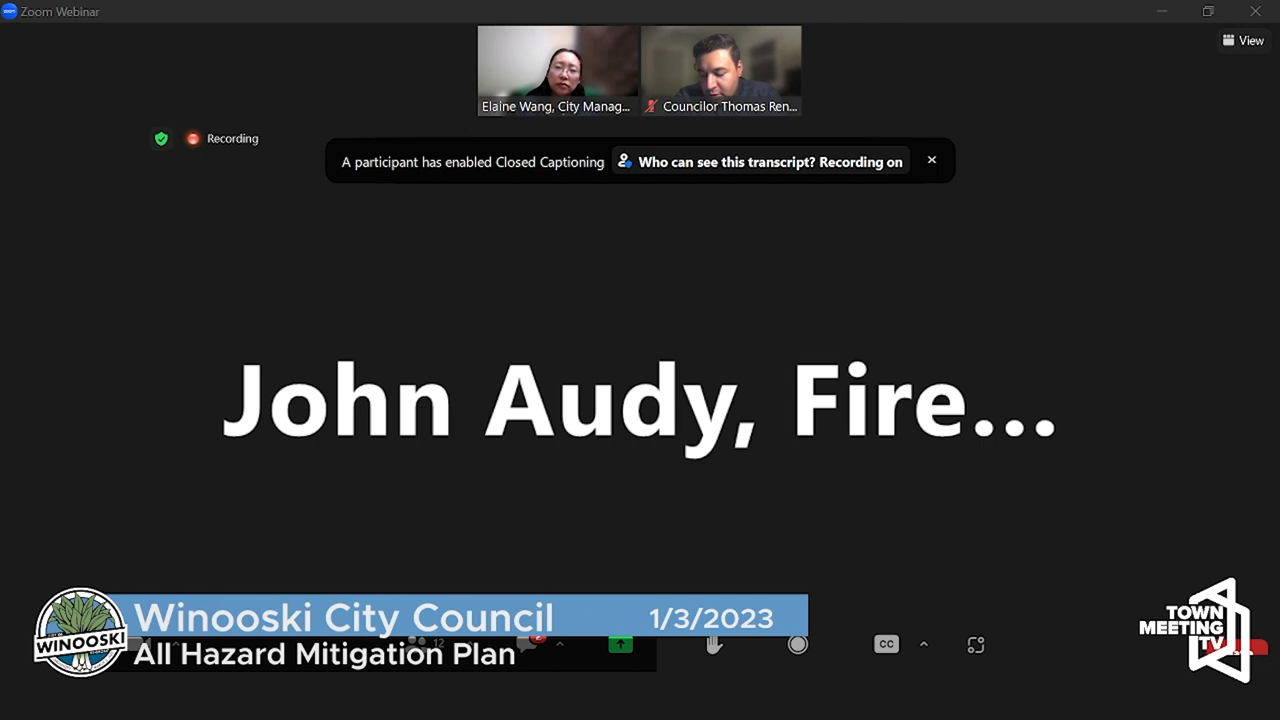 Zoom Webinar
View
Elaine Wang, City Manag...
Councilor Thomas Ren...
Recording
A participant has enabled Closed Captioning
Who can see this transcript? Recording on
John Audy, Fire...
Winooski City Council
1/3/2023
All Hazard Mitigation Plan
WINOOSKI
12
2
CC
TOWN
MEETING
TV